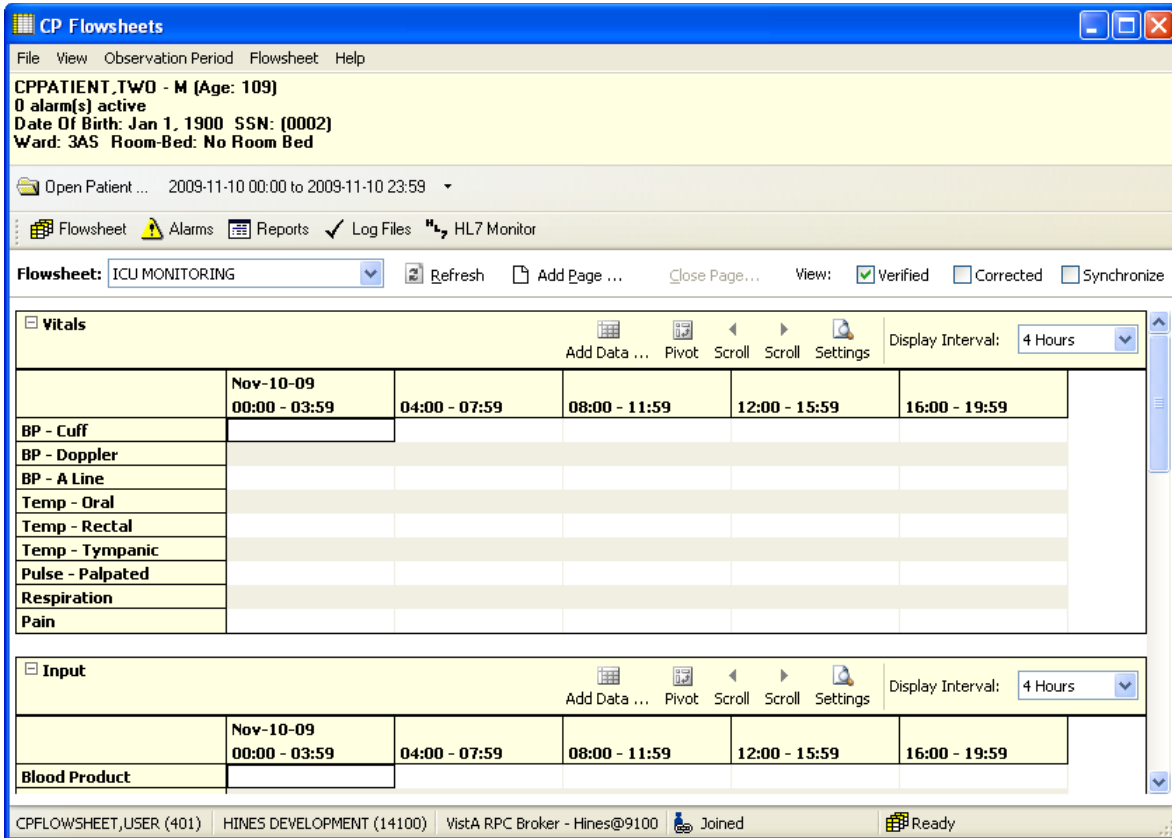 CP Flowsheets
File View Observation Period Flowsheet Help
CPPATIENT,TWO - M (Age: 109)
0 alarm(s) active
Date Of Birth: Jan 1, 1900 SSN: (0002)
Ward: 3AS Room-Bed: No Room Bed
Open Patient ... 2009-11-10 00:00 to 2009-11-10 23:59
Flowsheet Alarms Reports Log Files HL7 HL7 Monitor
Flowsheet: ICU MONITORING Refresh Add Page ... Close Page... View: Verified Corrected Synchronize
Vitals Add Data ... Pivot Scroll Scroll Settings Display Interval: 4 Hours
Nov-10-09
00:00 - 03:59 04:00 - 07:59 08:00 - 11:59 12:00 - 15:59 16:00 - 19:59
BP - Cuff
BP - Doppler
BP - A Line
Temp - Oral
Temp - Rectal
Temp - Tympanic
Pulse - Palpated
Respiration
Pain
Input Add Data ... Pivot Scroll Scroll Settings Display Interval: 4 Hours
Nov-10-09
00:00 - 03:59 04:00 - 07:59 08:00 - 11:59 12:00 - 15:59 16:00 - 19:59
Blood Product
CPFLOWSHEET,USER (401) HINES DEVELOPMENT (14100) VistA RPC Broker - Hines@9100 Joined Ready